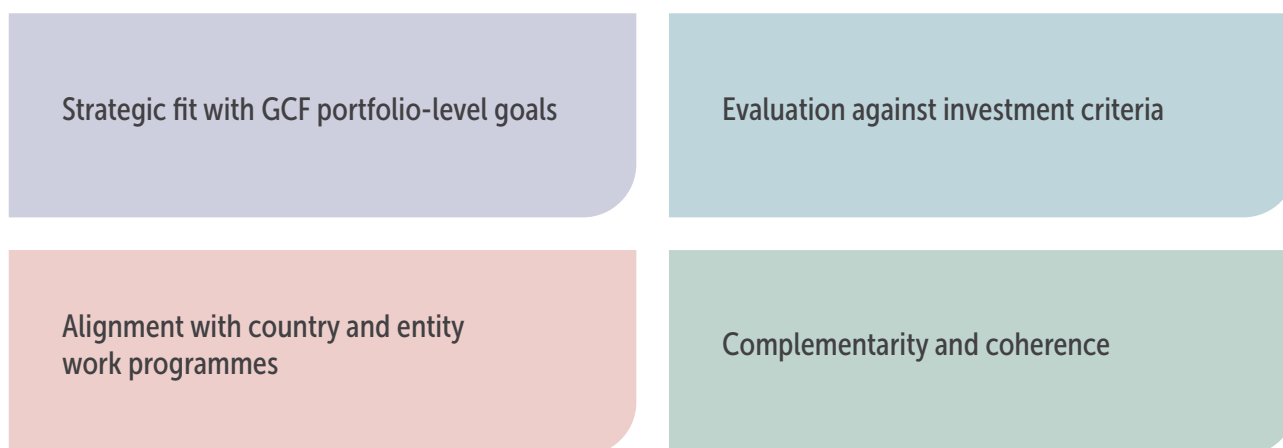 Strategic fit with GCF portfolio-level goals
Evaluation against investment criteria
Alignment with country and entity
work programmes
Complementarity and coherence